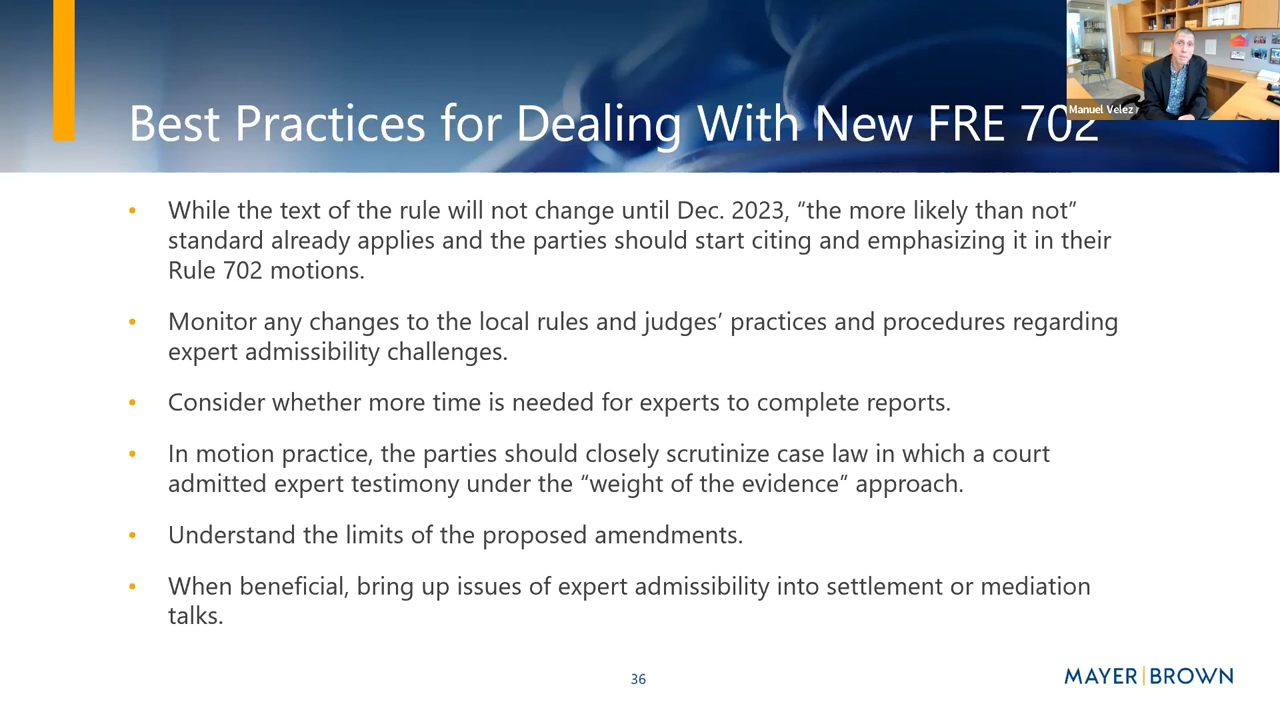 Manuel Velez
Best Practices for Dealing With New FRE 702
• While the text of the rule will not change until Dec. 2023, “the more likely than not”
standard already applies and the parties should start citing and emphasizing it in their
Rule 702 motions.
• Monitor any changes to the local rules and judges’ practices and procedures regarding
expert admissibility challenges.
• Consider whether more time is needed for experts to complete reports.
• In motion practice, the parties should closely scrutinize case law in which a court
admitted expert testimony under the “weight of the evidence” approach.
• Understand the limits of the proposed amendments.
• When beneficial, bring up issues of expert admissibility into settlement or mediation
talks.
36
MAYER | BROWN